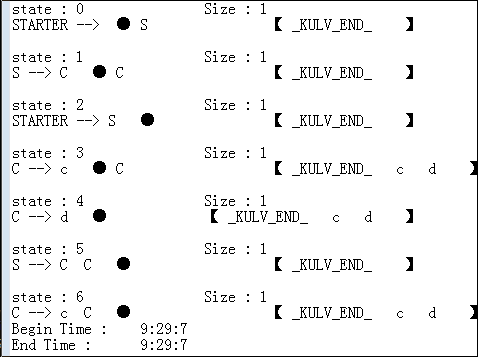 state : 0 Size : 1
STARTER --> ● S 【 _KULV_END_ 】
state : 1 Size : 1
S --> C ● C 【 _KULV_END_ 】
state : 2 Size : 1
STARTER --> S ● 【 _KULV_END_ 】
state : 3 Size : 1
C --> c ● C 【 _KULV_END_ c d 】
state : 4 Size : 1
C --> d ● 【 _KULV_END_ c d 】
state : 5 Size : 1
S --> C C ● 【 _KULV_END_ 】
state : 6 Size : 1
C --> c C ● 【 _KULV_END_ c d 】
Begin Time : 9:29:7
End Time : 9:29:7